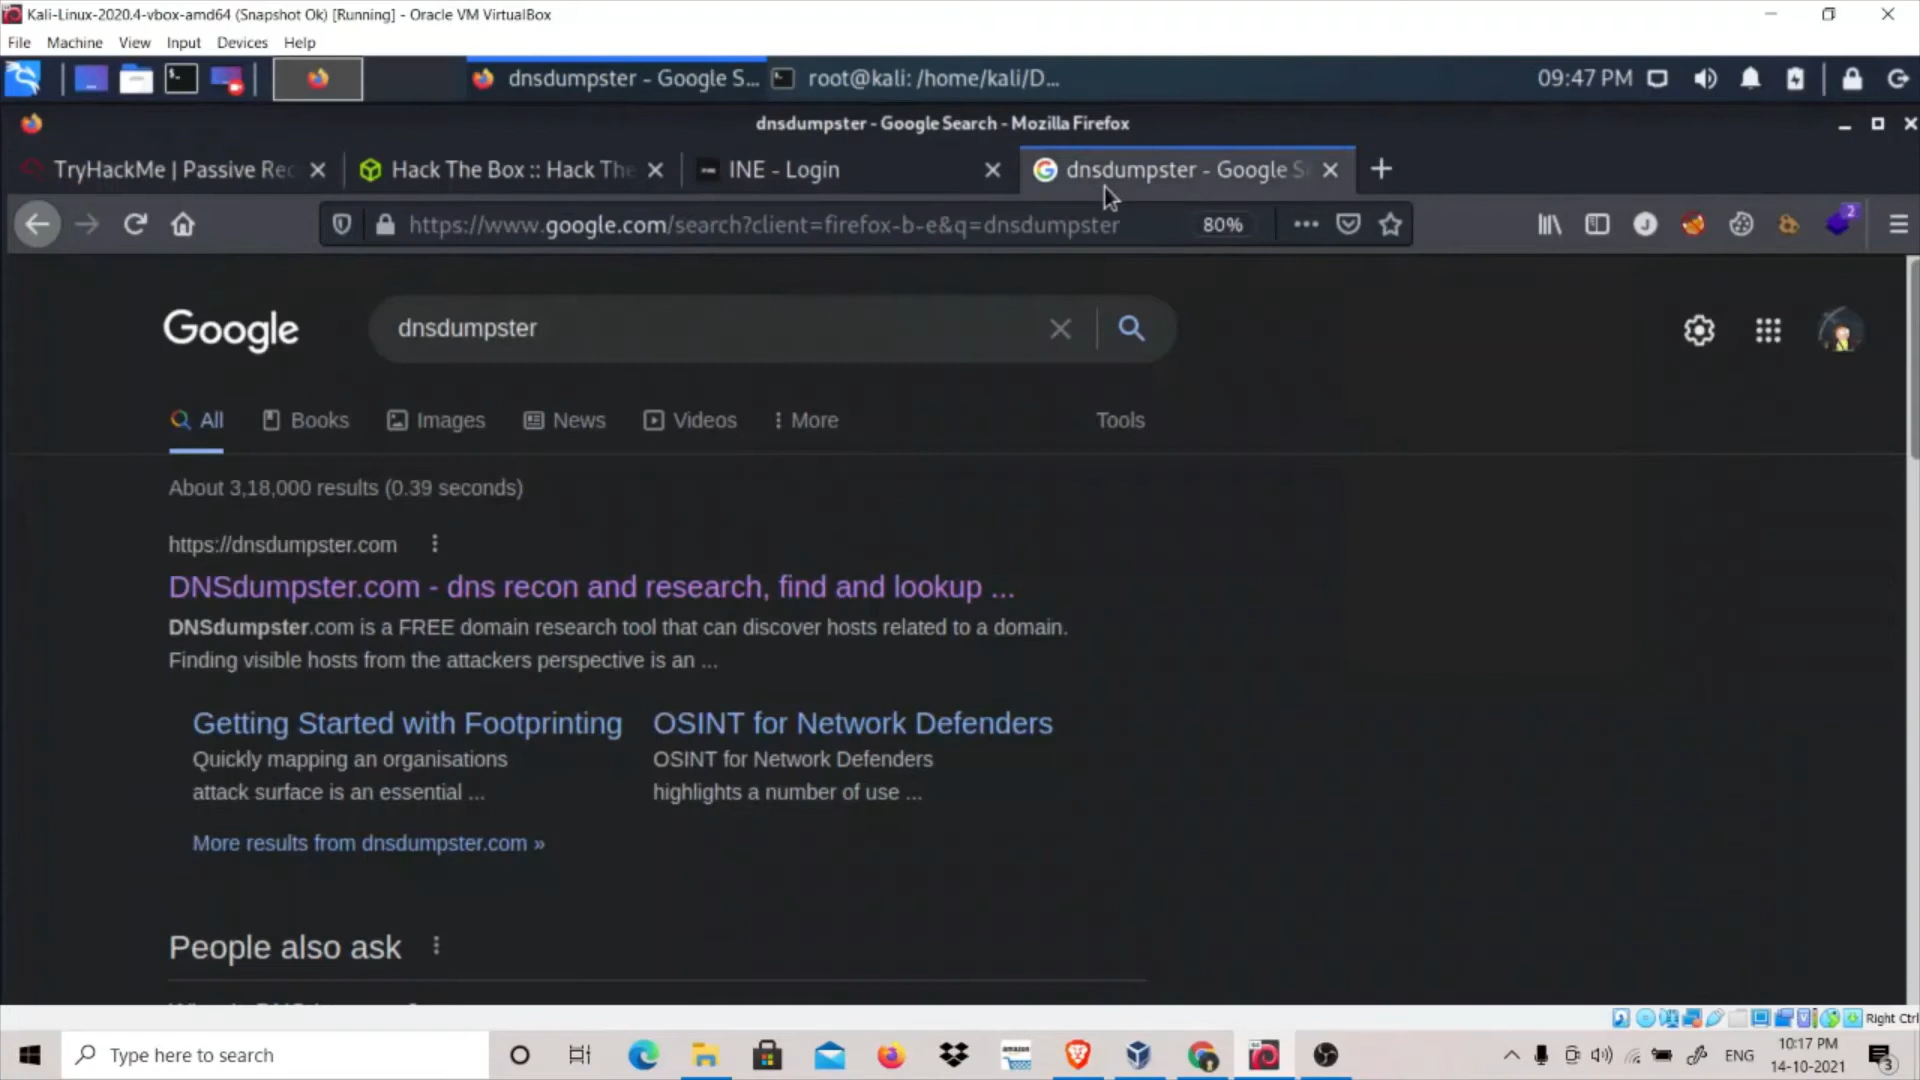 Kali-Linux-2020.4-vbox-amd64 (Snapshot Ok) [Running] - Oracle VM VirtualBox
File Machine View Input Devices Help
dnsdumpster - Google S... root@kali: /home/kali/D... 09:47 PM
dnsdumpster - Google Search - Mozilla Firefox
TryHackMe | Passive Rec Hack The Box :: Hack The INE - Login dnsdumpster - Google Se
https://www.google.com/search?client=firefox-b-e&q=dnsdumpster 80% 2
Google dnsdumpster
All Books Images News Videos More Tools
About 3,18,000 results (0.39 seconds)
https://dnsdumpster.com
DNSdumpster.com - dns recon and research, find and lookup ...
DNSdumpster.com is a FREE domain research tool that can discover hosts related to a domain.
Finding visible hosts from the attackers perspective is an ...
Getting Started with Footprinting OSINT for Network Defenders
Quickly mapping an organisations OSINT for Network Defenders
attack surface is an essential ... highlights a number of use ...
More results from dnsdumpster.com »
People also ask
Right Ctrl
Type here to search amazon ENG 10:17 PM
14-10-2021 3